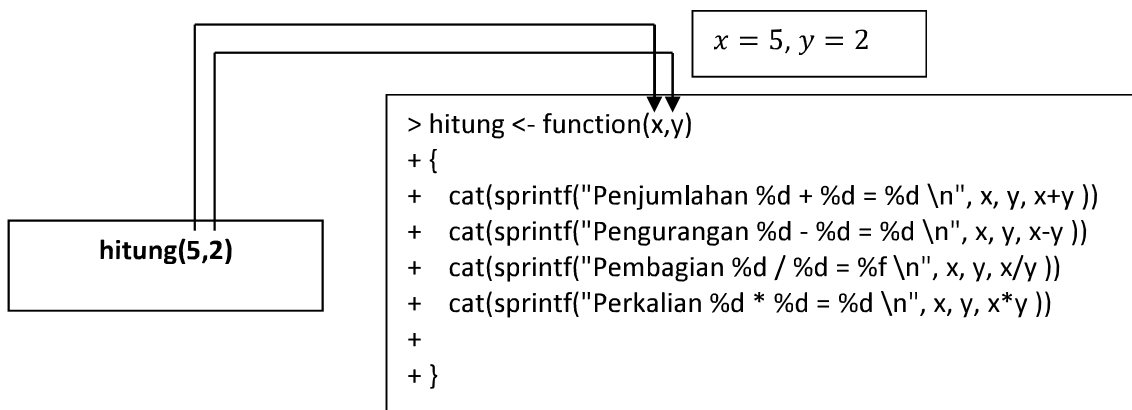 x = 5, y = 2
> hitung <- function(x,y)
+ {
+ cat(sprintf("Penjumlahan %d + %d = %d \n", x, y, x+y ))
+ cat(sprintf("Pengurangan %d - %d = %d \n", x, y, x-y ))
+ cat(sprintf("Pembagian %d / %d = %f \n", x, y, x/y ))
+ cat(sprintf("Perkalian %d * %d = %d \n", x, y, x*y ))
+
+ }
hitung(5,2)